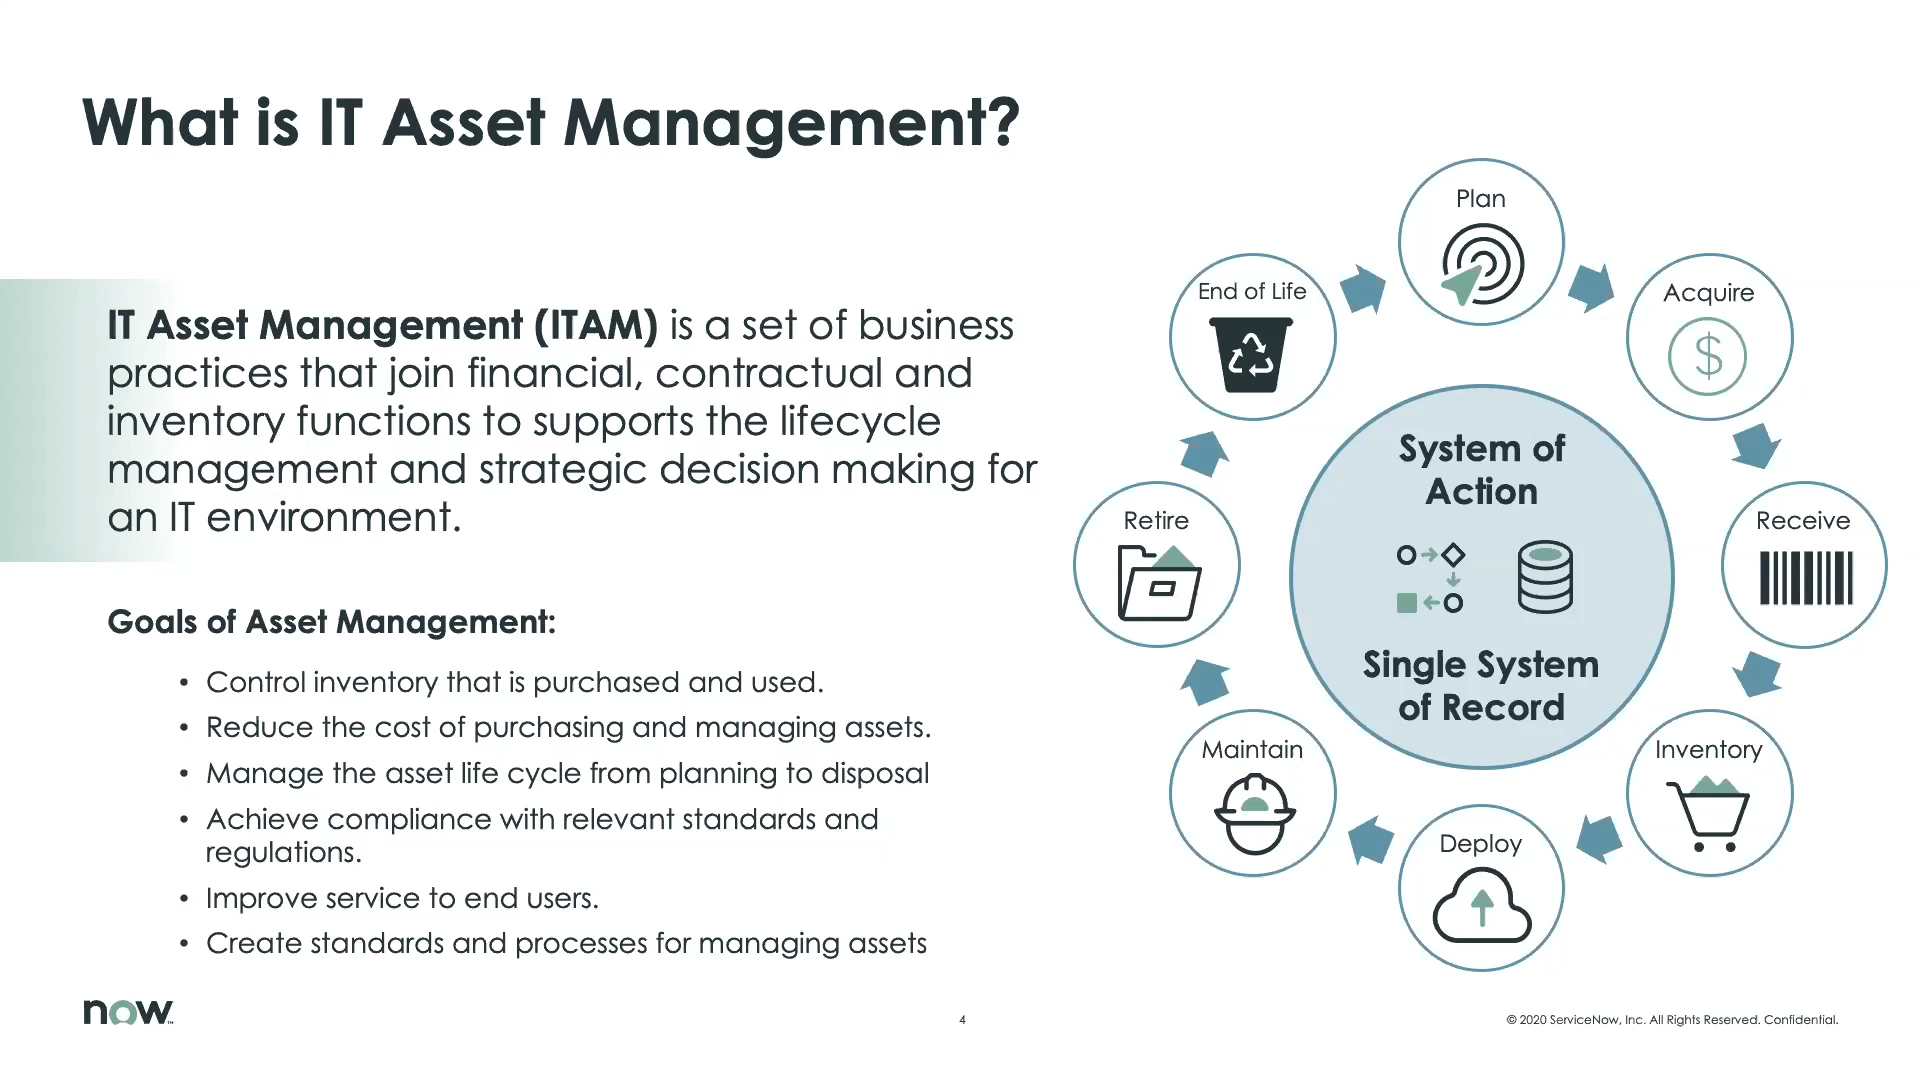 What is IT Asset Management?
IT Asset Management (ITAM) is a set of business
practices that join financial, contractual and
inventory functions to supports the lifecycle
management and strategic decision making for
an IT environment.
Goals of Asset Management:
• Control inventory that is purchased and used.
• Reduce the cost of purchasing and managing assets.
• Manage the asset life cycle from planning to disposal
• Achieve compliance with relevant standards and
regulations.
• Improve service to end users.
• Create standards and processes for managing assets
Plan
Acquire
Receive
Inventory
Deploy
Maintain
Retire
End of Life
System of
Action
Single System
of Record
now™
4
© 2020 ServiceNow, Inc. All Rights Reserved. Confidential.